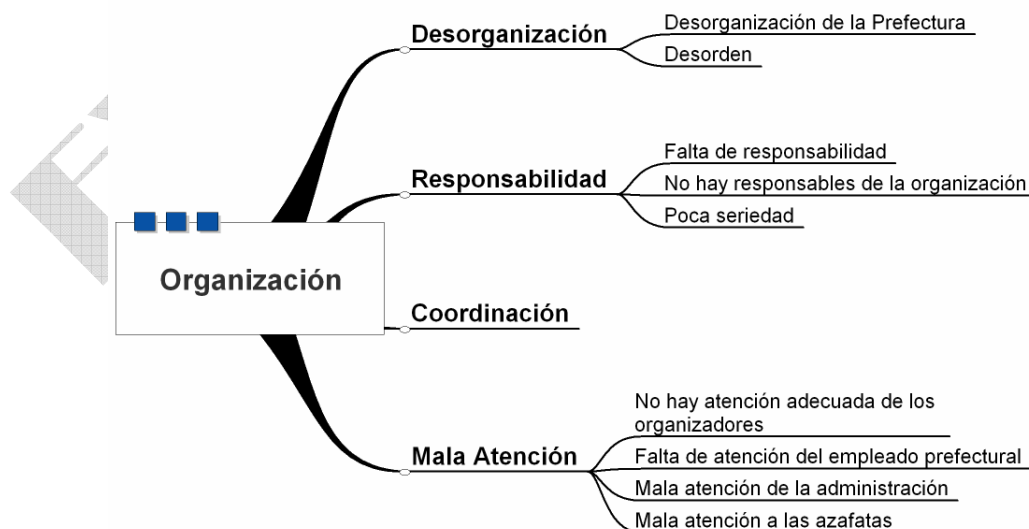 Desorganización
Desorganización de la Prefectura
Desorden
Responsabilidad
Falta de responsabilidad
No hay responsables de la organización
Poca seriedad
Organización
Coordinación
Mala Atención
No hay atención adecuada de los
organizadores
Falta de atención del empleado prefectural
Mala atención de la administración
Mala atención a las azafatas